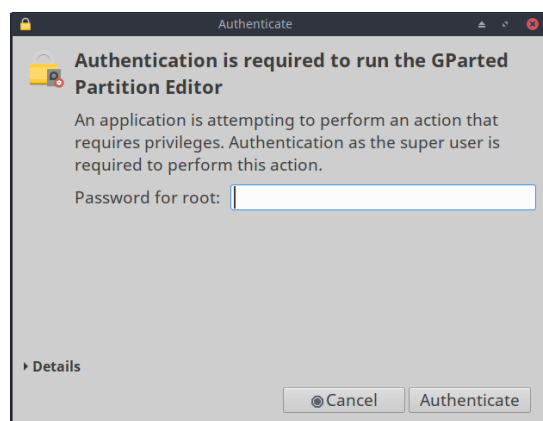 Authenticate
Authentication is required to run the GParted
Partition Editor
An application is attempting to perform an action that
requires privileges. Authentication as the super user is
required to perform this action.
Password for root:
Details
Cancel Authenticate